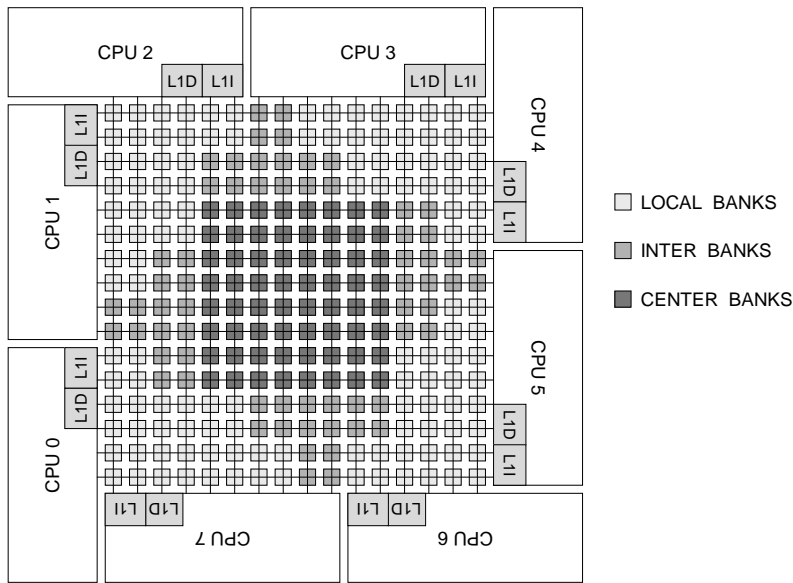 CPU 2
CPU 3
L1D L1I
L1D L1I
CPU 4
L1D
L1I
L1I
L1D
CPU 1
LOCAL BANKS
INTER BANKS
CENTER BANKS
CPU 5
L1D
L1I
L1I
L1D
CPU 0
L1I L1D
L1I L1D
CPU 7
CPU 6